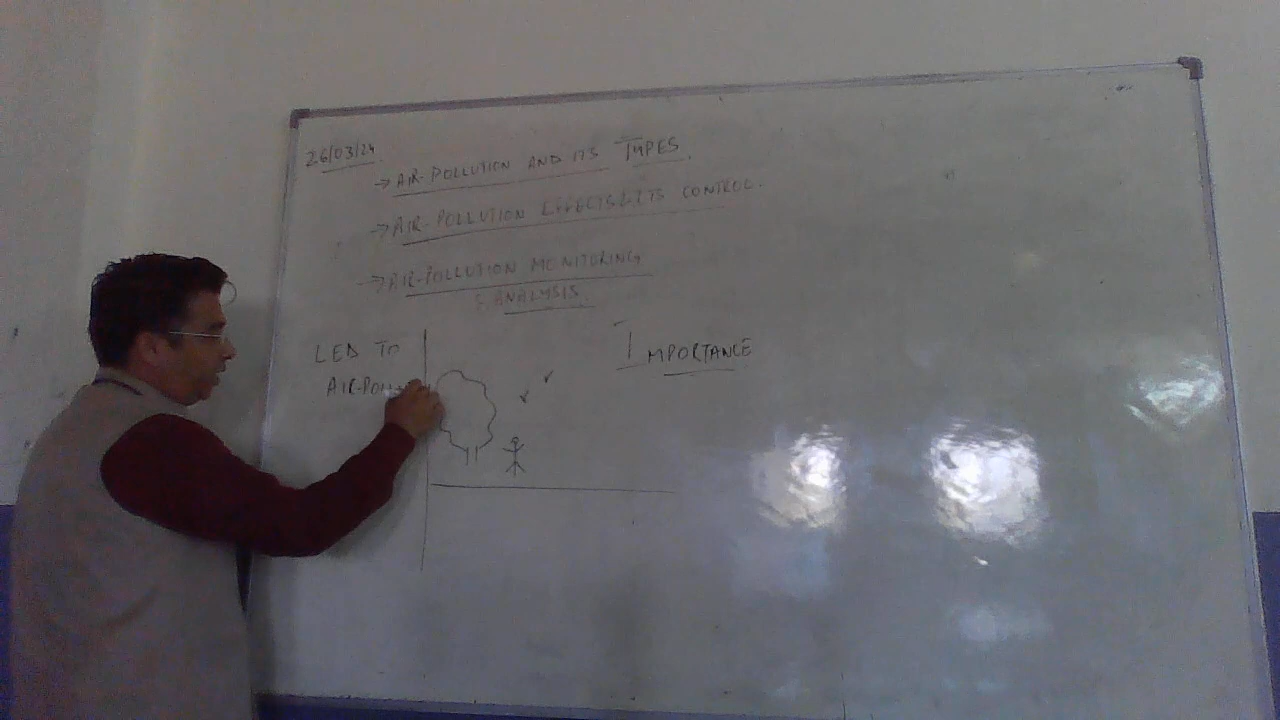 26/03/24
→ AIR-POLLUTION AND ITS TYPES.
→ AIR-POLLUTION EFFECTS & ITS CONTROL.
→ AIR-POLLUTION MONITORING
& ANALYSIS
LED TO
AIR-POLL
IMPORTANCE